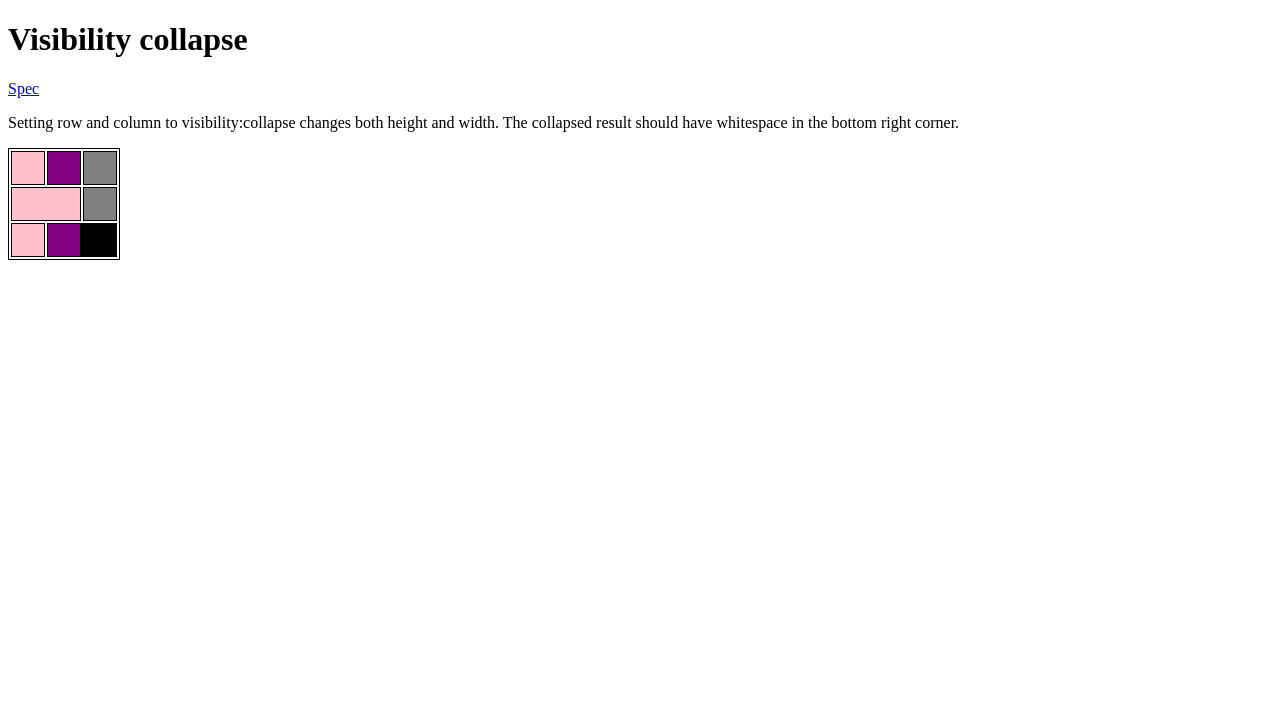 Visibility collapse
Spec
Setting row and column to visibility:collapse changes both height and width. The collapsed result should have whitespace in the bottom right corner.